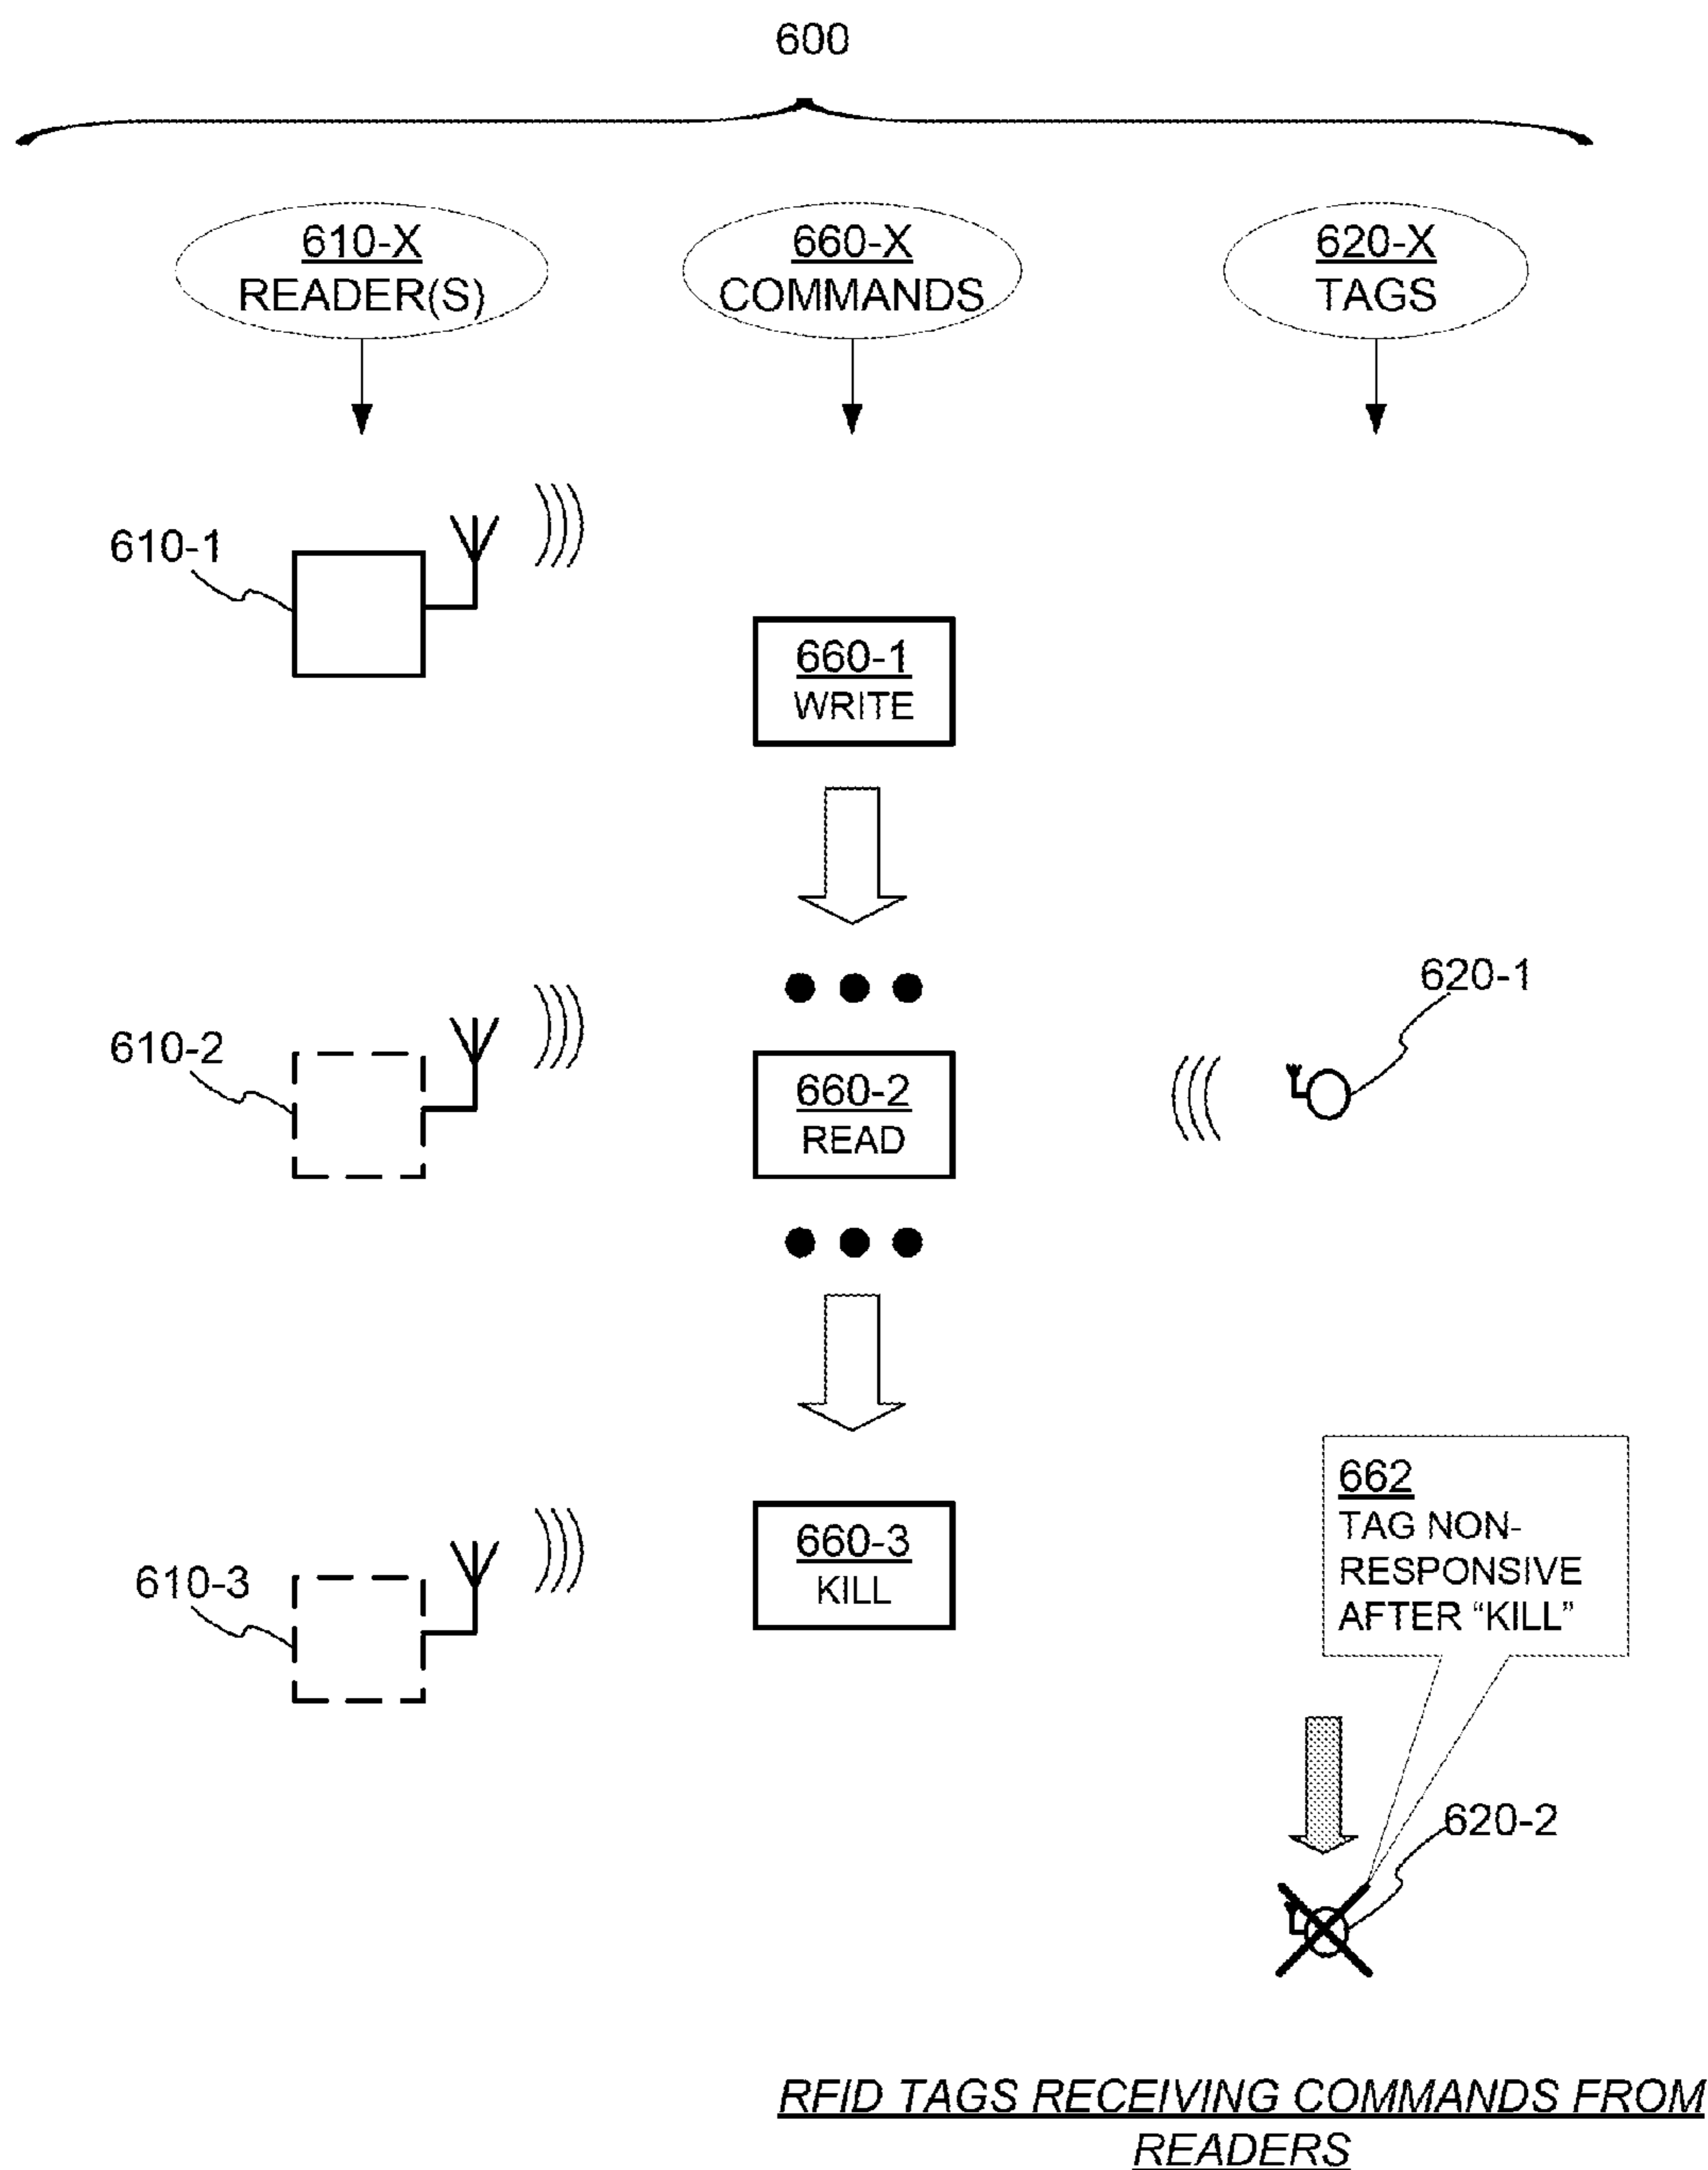 600
610-X
READER(S)
660-X
COMMANDS
620-X
TAGS
610-1
660-1
WRITE
620-1
610-2
660-2
READ
662
TAG NON-
RESPONSIVE
AFTER “KILL”
660-3
KILL
610-3
620-2
RFID TAGS RECEIVING COMMANDS FROM
READERS